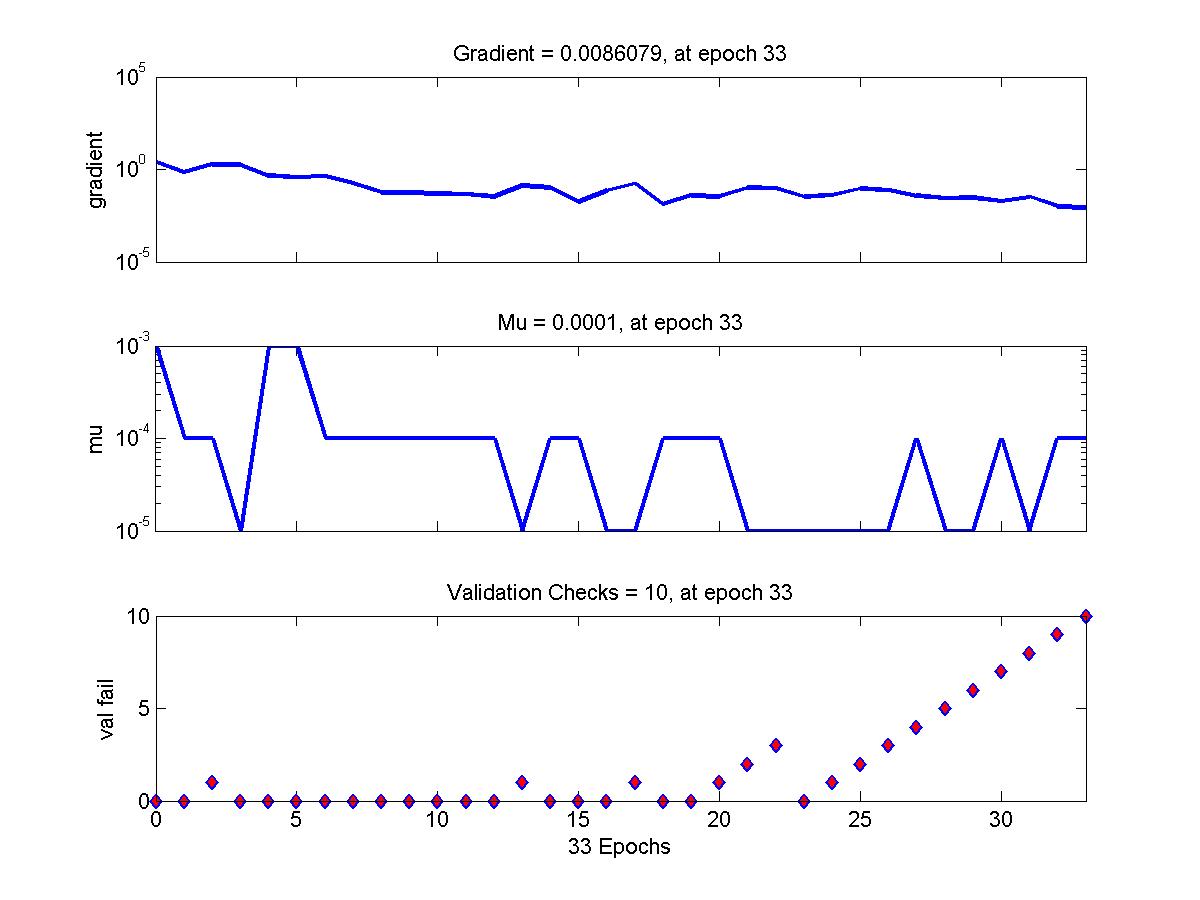 Gradient = 0.0086079, at epoch 33
10^5
10^0
10^-5
gradient
Mu = 0.0001, at epoch 33
10^-3
10^-4
10^-5
mu
Validation Checks = 10, at epoch 33
10
5
0
val fail
0 5 10 15 20 25 30
33 Epochs